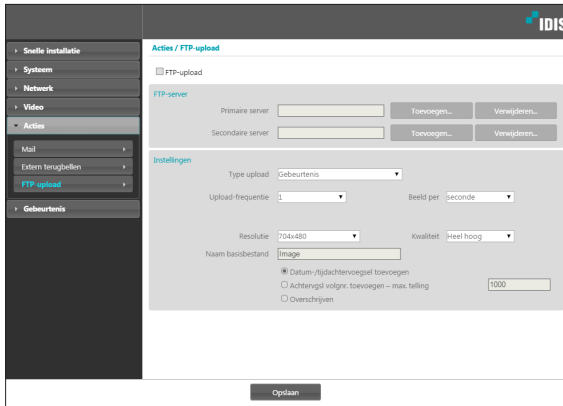 IDIS
Snelle installatie
Systeem
Netwerk
Video
Acties
Mail
Extern terugbellen
FTP-upload
Gebeurtenis
Acties / FTP-upload
FTP-upload
FTP-server
Primaire server Toevoegen... Verwijderen...
Secondaire server Toevoegen... Verwijderen...
Instellingen
Type upload Gebeurtenis
Upload-frequentie 1 Beeld per seconde
Resolutie 704x480 Kwaliteit Heel hoog
Naam basisbestand Image
Datum-/tijdachtervoegsel toevoegen
Achtervgsl volgnr. toevoegen – max. telling 1000
Overschrijven
Opslaan